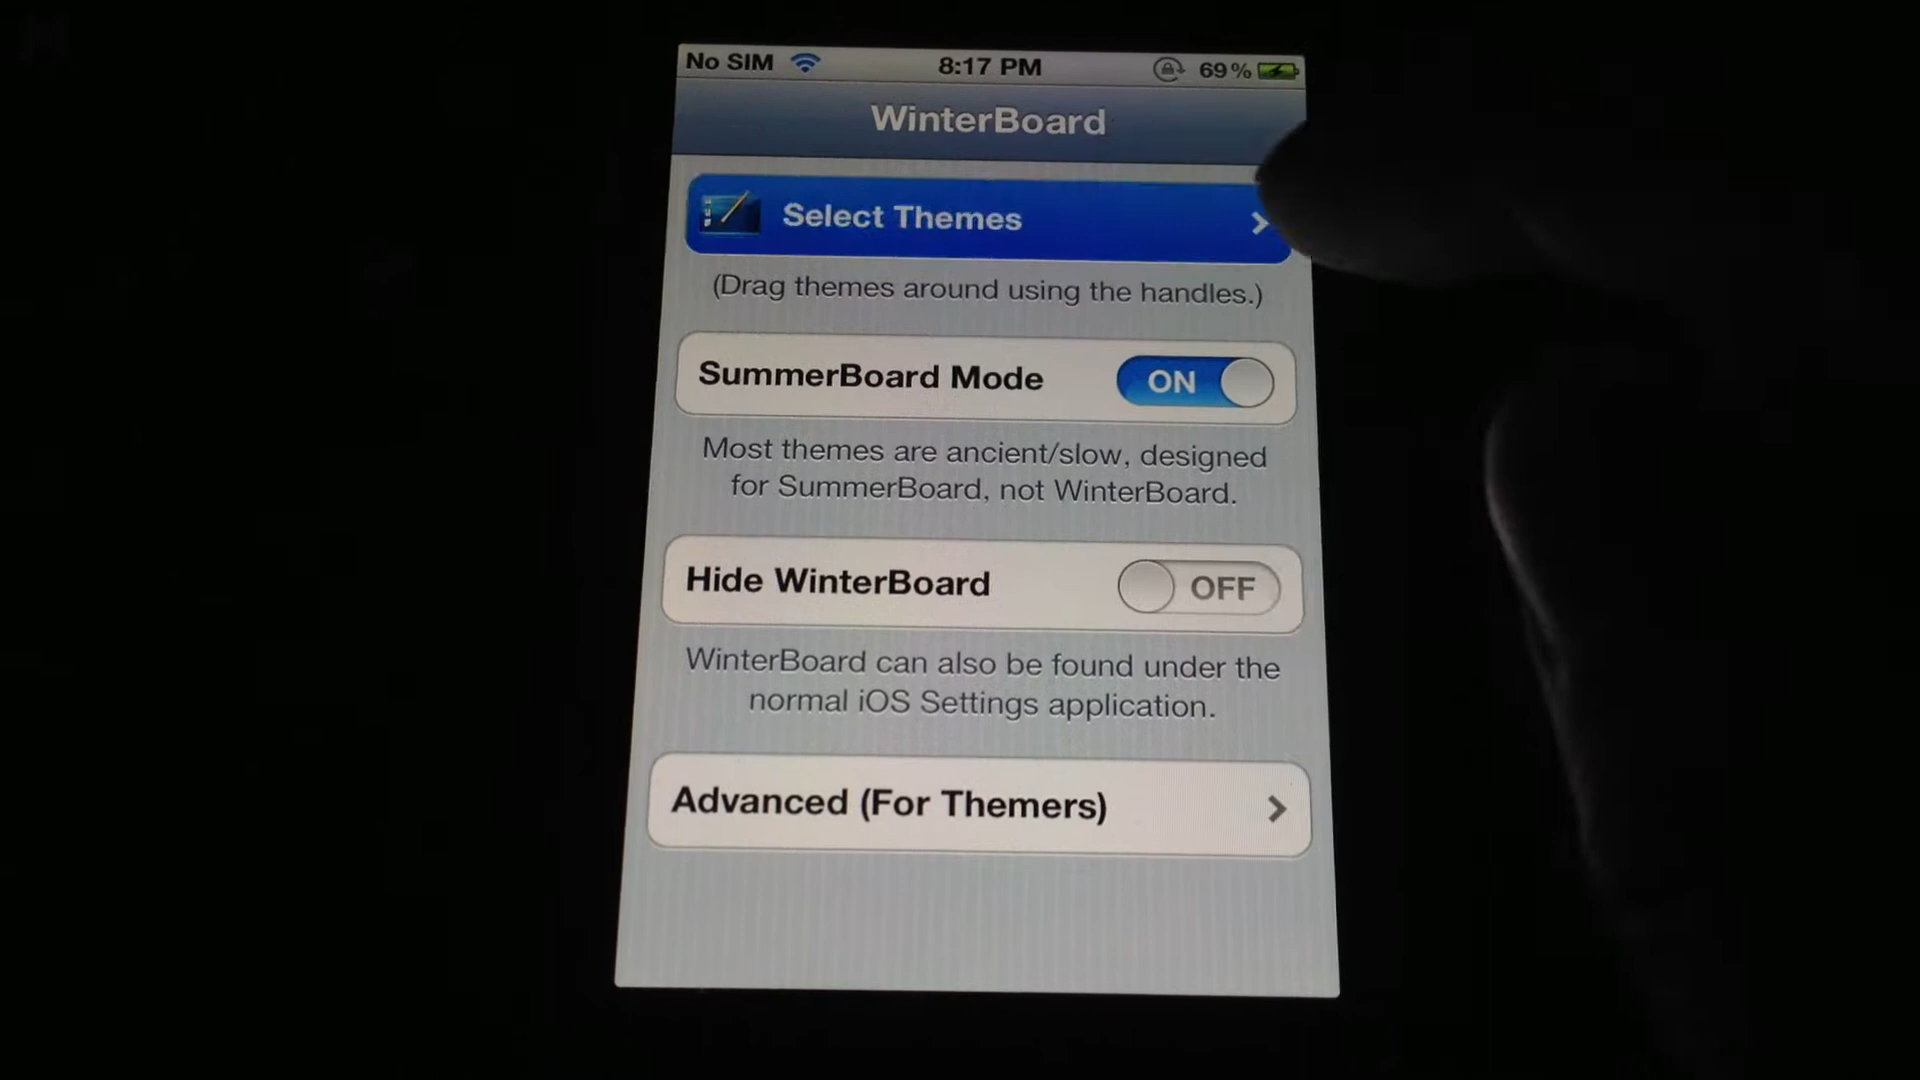 No SIM 8:17 PM 69%
WinterBoard
Select Themes
(Drag themes around using the handles.)
SummerBoard Mode ON
Most themes are ancient/slow, designed
for SummerBoard, not WinterBoard.
Hide WinterBoard OFF
WinterBoard can also be found under the
normal iOS Settings application.
Advanced (For Themers)